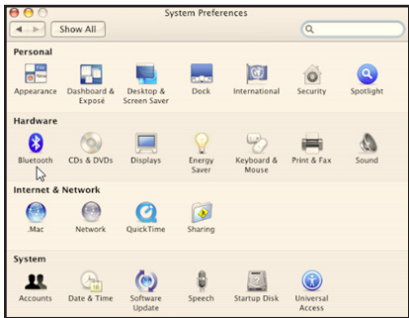 System Preferences
Show All
Personal
Appearance Dashboard & Exposé Desktop & Screen Saver Dock International Security Spotlight
Hardware
Bluetooth CDs & DVDs Displays Energy Saver Keyboard & Mouse Print & Fax Sound
Internet & Network
.Mac Network QuickTime Sharing
System
Accounts Date & Time Software Update Speech Startup Disk Universal Access